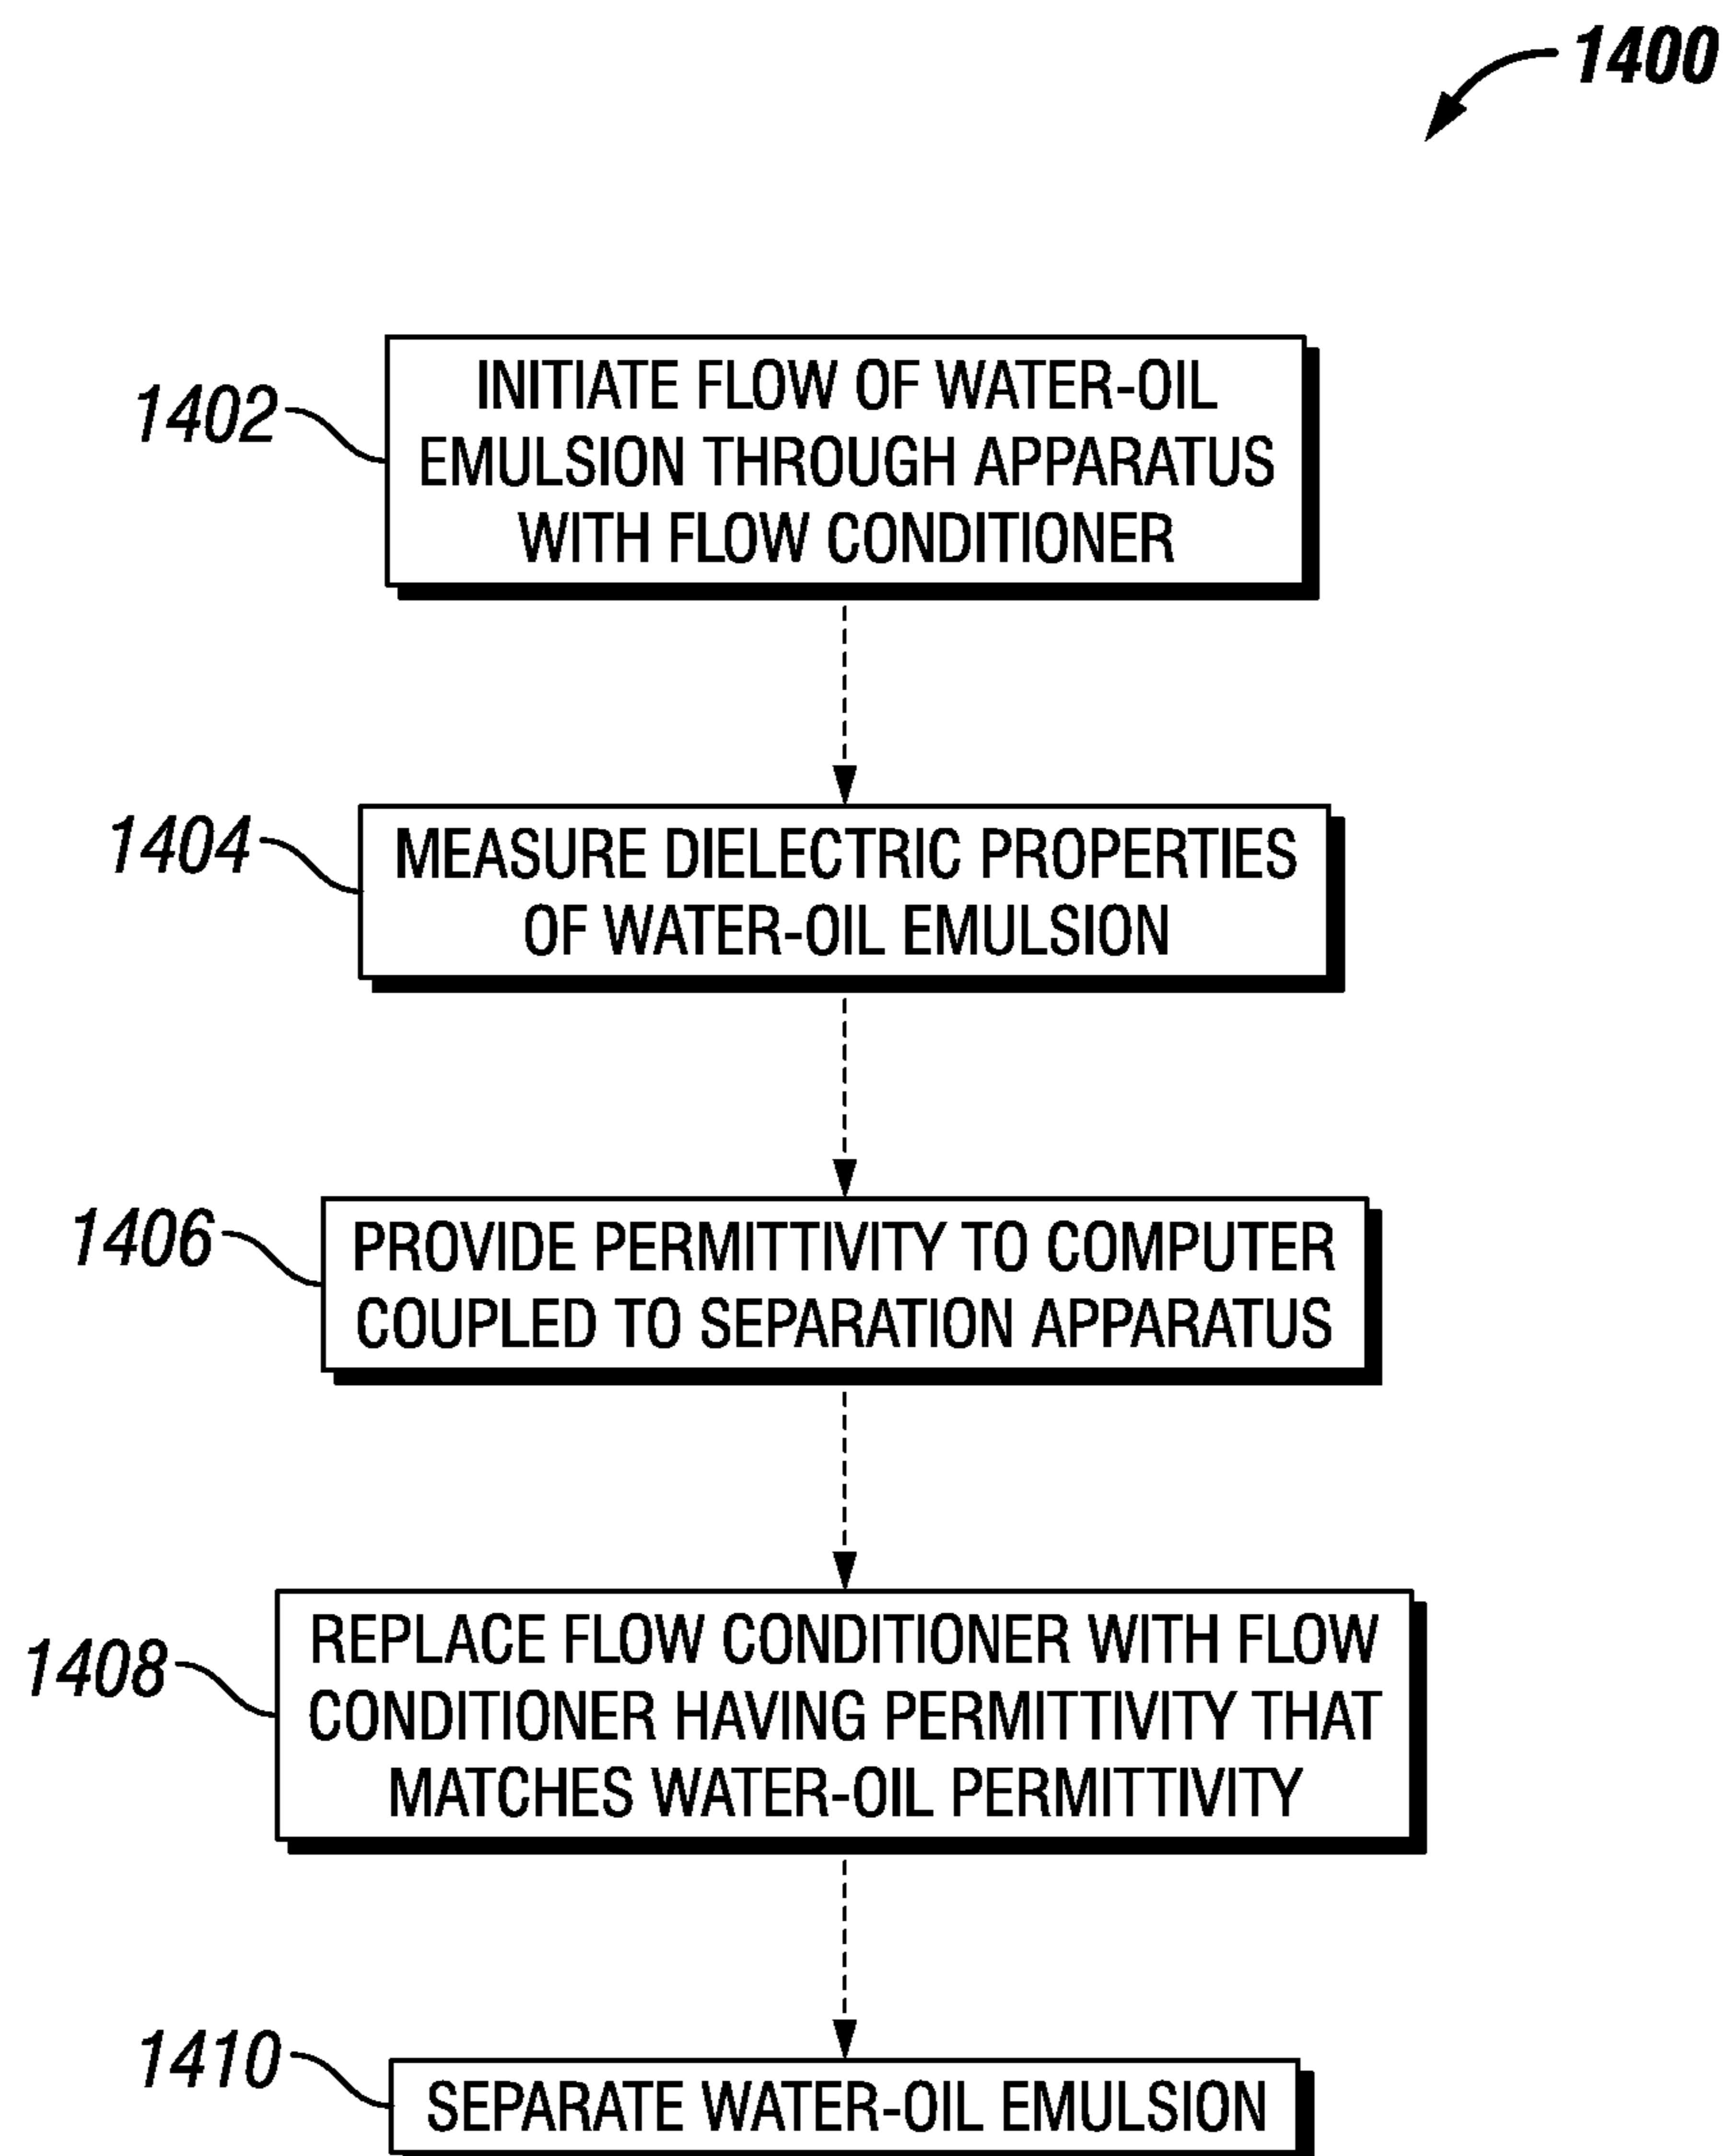 1400
1402
INITIATE FLOW OF WATER-OIL
EMULSION THROUGH APPARATUS
WITH FLOW CONDITIONER
1404
MEASURE DIELECTRIC PROPERTIES
OF WATER-OIL EMULSION
1406
PROVIDE PERMITTIVITY TO COMPUTER
COUPLED TO SEPARATION APPARATUS
1408
REPLACE FLOW CONDITIONER WITH FLOW
CONDITIONER HAVING PERMITTIVITY THAT
MATCHES WATER-OIL PERMITTIVITY
1410
SEPARATE WATER-OIL EMULSION